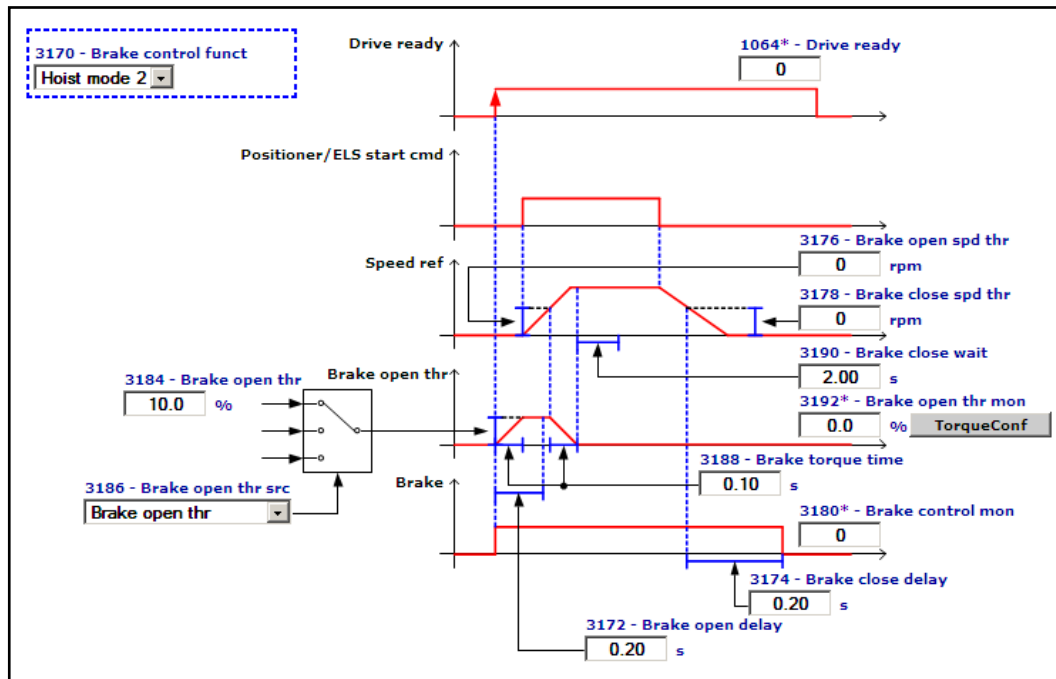 3170 - Brake control funct
Hoist mode 2
Drive ready
1064* - Drive ready
0
Positioner/ELS start cmd
3176 - Brake open spd thr
0 rpm
Speed ref
3178 - Brake close spd thr
0 rpm
3190 - Brake close wait
2.00 s
Brake open thr
3184 - Brake open thr
10.0 %
3192* - Brake open thr mon
0.0 % TorqueConf
3188 - Brake torque time
0.10 s
3186 - Brake open thr src
Brake open thr
Brake
3180* - Brake control mon
0
3174 - Brake close delay
0.20 s
3172 - Brake open delay
0.20 s